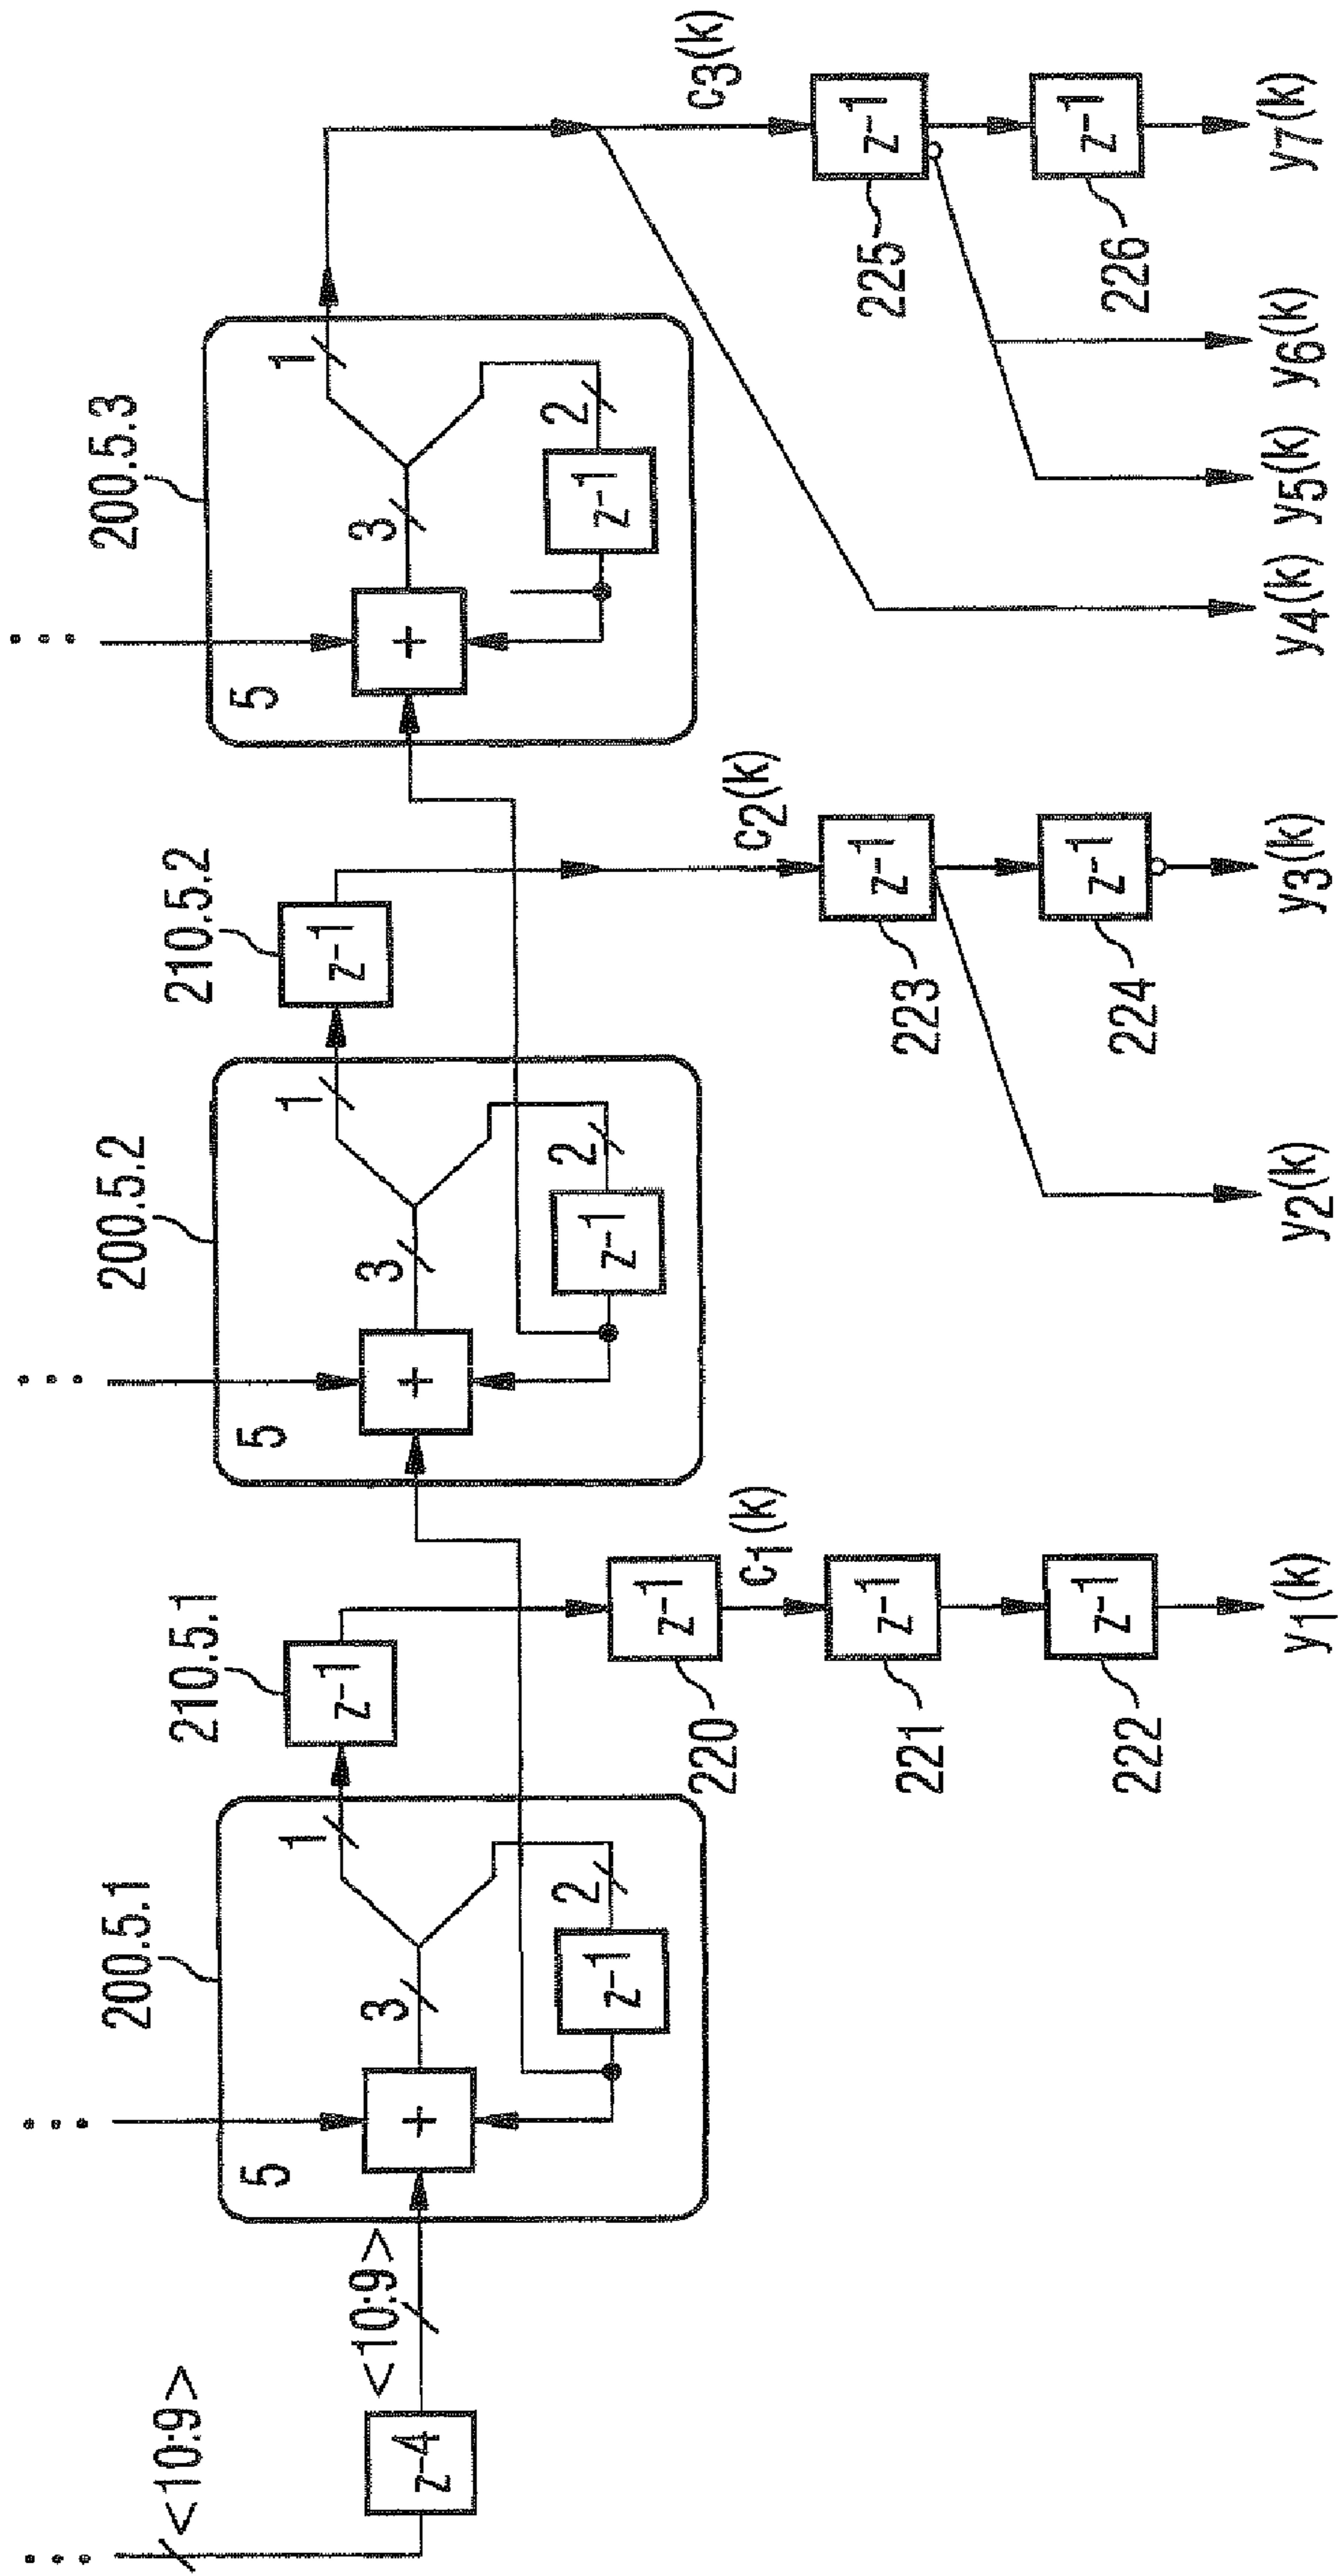 <10:9>
z-4
<10:9>
200.5.1
5
+
3
1
2
z-1
210.5.1
z-1
220
z-1
c1(k)
221
z-1
222
z-1
y1(k)
200.5.2
5
+
3
1
2
z-1
210.5.2
z-1
c2(k)
223
z-1
224
z-1
y2(k)
y3(k)
200.5.3
5
+
3
1
2
z-1
c3(k)
225
z-1
226
z-1
y4(k)
y5(k)
y6(k)
y7(k)